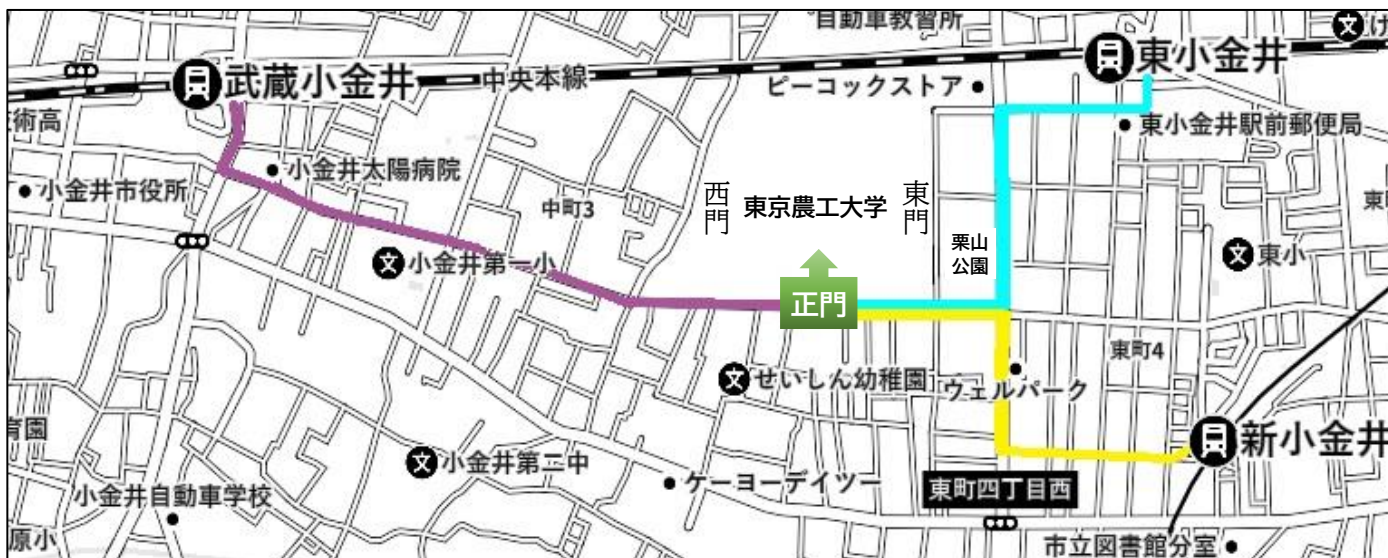 自動車教習所
け
武蔵小金井
中央本線
東小金井
ピーコックストア
術高
東小金井駅前郵便局
小金井太陽病院
小金井市役所
中町3
西門
東京農工大学
東門
栗山
公園
文
東小
文
小金井第一小
正門
東町4
文
せいしん幼稚園
ウェルパーク
育園
新小金井
文
小金井第二中
ケーヨーデイツー
東町四丁目西
小金井自動車学校
原小
市立図書館分室